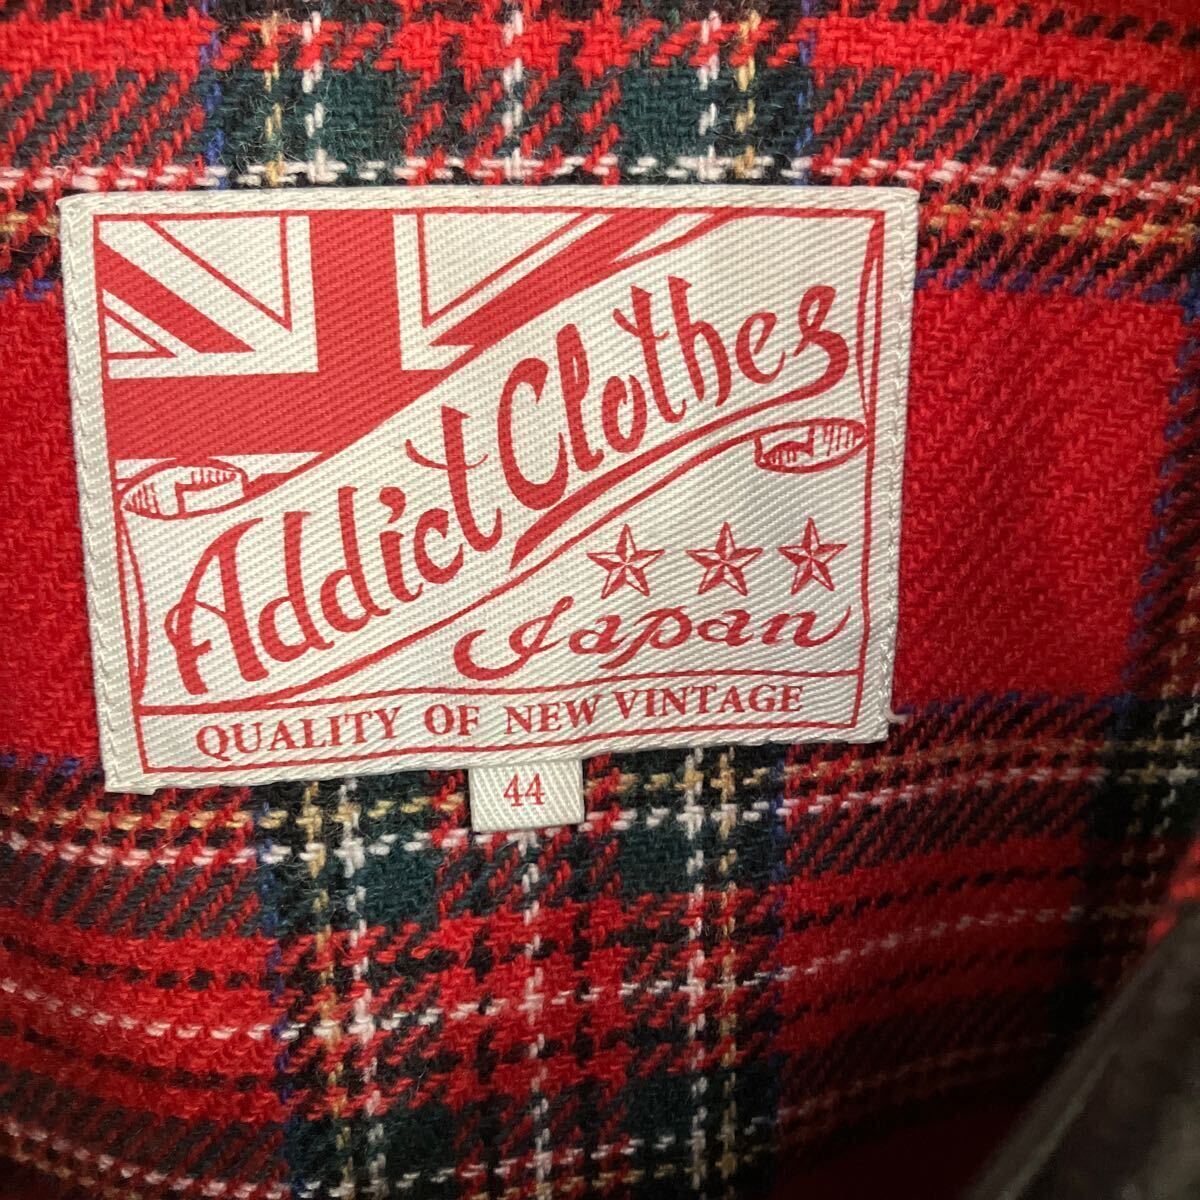 Addict Clothes
Japan
QUALITY OF NEW VINTAGE
44